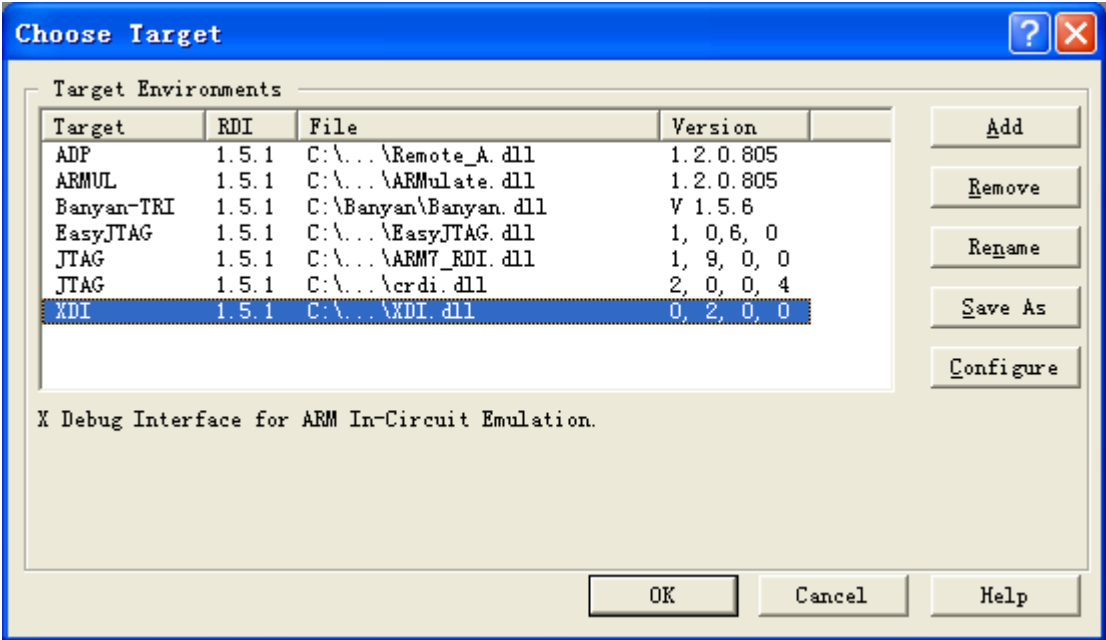 Choose Target
Target Environments
Target RDI File Version
ADP 1.5.1 C:\...\Remote_A.dll 1.2.0.805
ARMUL 1.5.1 C:\...\ARMulate.dll 1.2.0.805
Banyan-TRI 1.5.1 C:\Banyan\Banyan.dll V 1.5.6
EasyJTAG 1.5.1 C:\...\EasyJTAG.dll 1, 0,6, 0
JTAG 1.5.1 C:\...\ARM7_RDI.dll 1, 9, 0, 0
JTAG 1.5.1 C:\...\crdi.dll 2, 0, 0, 4
XDI 1.5.1 C:\...\XDI.dll 0, 2, 0, 0
Add
Remove
Rename
Save As
Configure
X Debug Interface for ARM In-Circuit Emulation.
OK Cancel Help